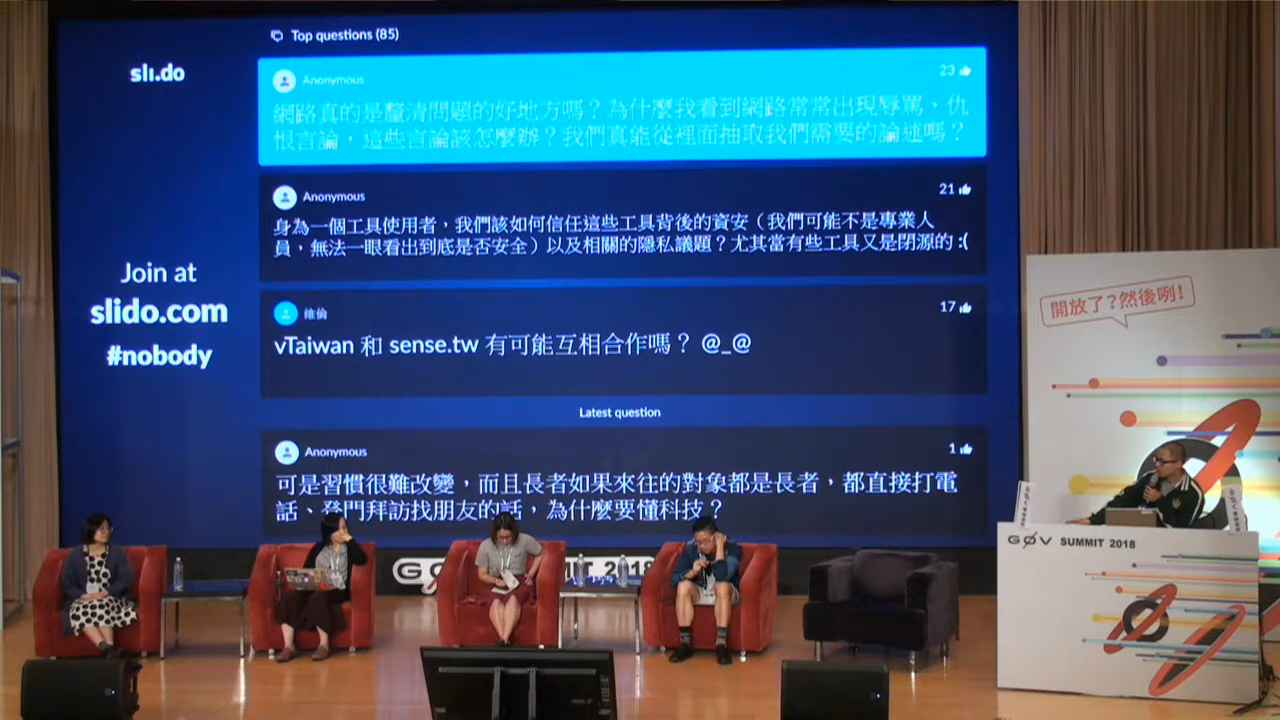 Top questions (85)
sli.do
Anonymous
23
網路真的是釐清問題的好地方嗎？為什麼我看到網路常常出現辱罵、仇
恨言論，這些言論該怎麼辦？我們真能從裡面抽取我們需要的論述嗎？
Anonymous
21
身為一個工具使用者，我們該如何信任這些工具背後的資安（我們可能不是專業人
員，無法一眼看出到底是否安全）以及相關的隱私議題？尤其當有些工具又是閉源的 :(
Join at
slido.com
#nobody
維倫
17
vTaiwan 和 sense.tw 有可能互相合作嗎？ @_@
Latest question
Anonymous
1
可是習慣很難改變，而且長者如果來往的對象都是長者，都直接打電
話、登門拜訪找朋友的話，為什麼要懂科技？
開放了？然後咧！
G0V SUMMIT 2018